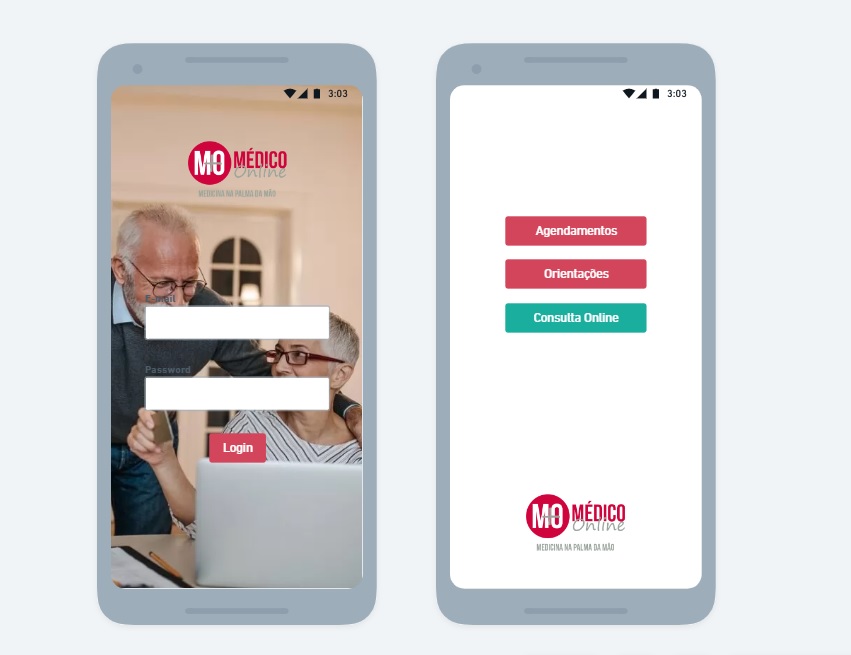 3:03
MO MÉDICO
Online
MEDICINA NA PALMA DA MÃO
E-mail
Password
Login
3:03
Agendamentos
Orientações
Consulta Online
MO MÉDICO
Online
MEDICINA NA PALMA DA MÃO